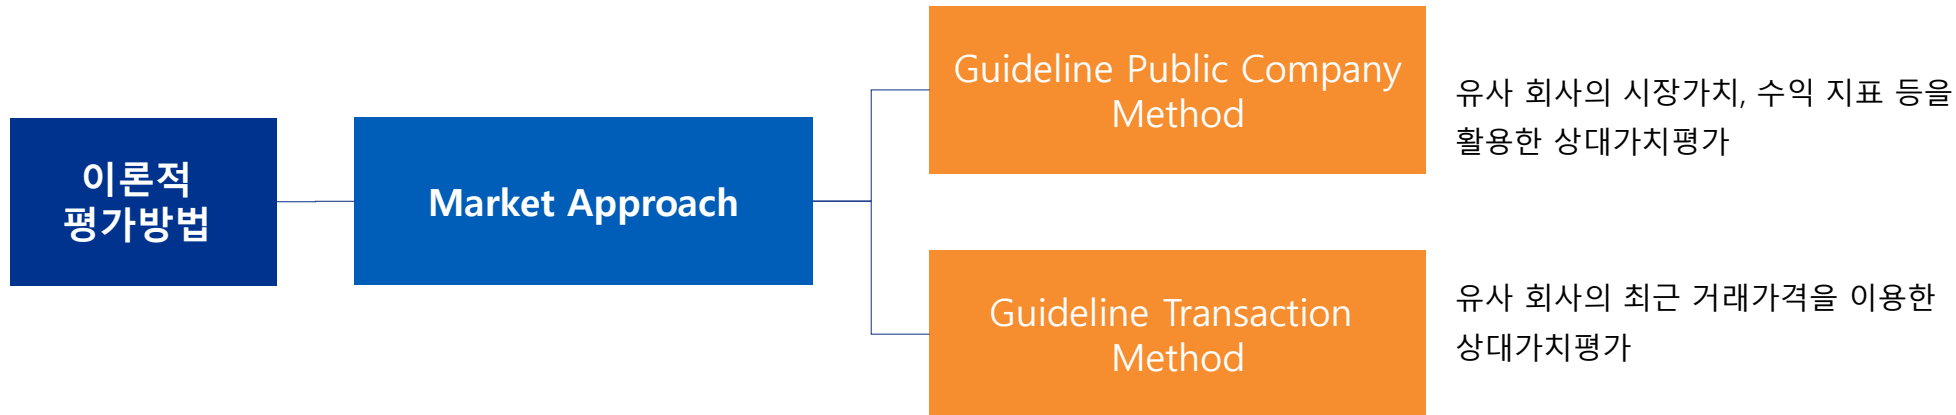 이론적
평가방법
Market Approach
Guideline Public Company
Method
유사 회사의 시장가치, 수익 지표 등을
활용한 상대가치평가
Guideline Transaction
Method
유사 회사의 최근 거래가격을 이용한
상대가치평가